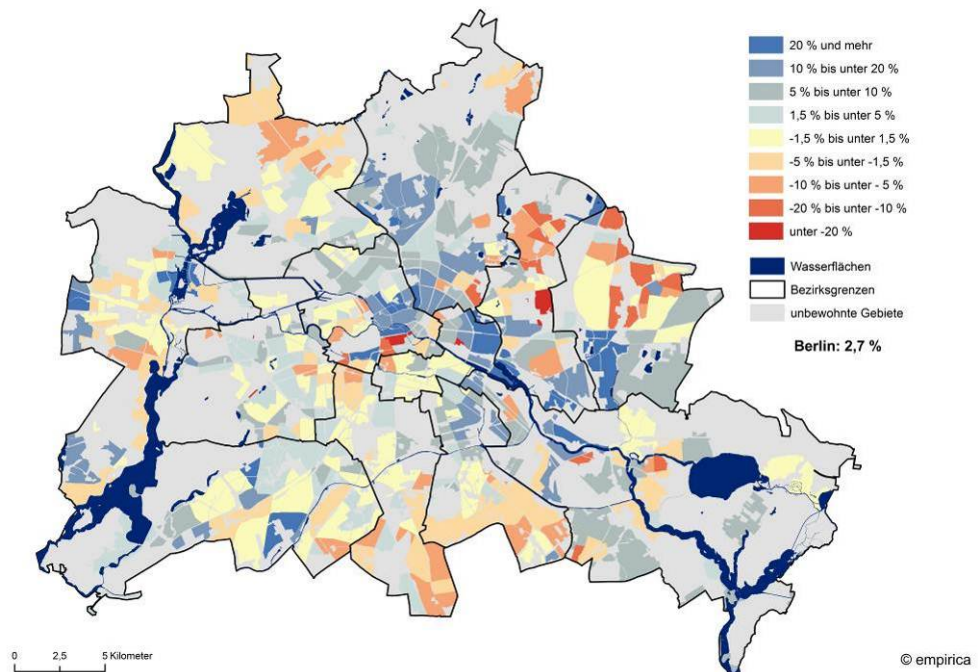 20 % und mehr
10 % bis unter 20 %
5 % bis unter 10 %
1,5 % bis unter 5 %
-1,5 % bis unter 1,5 %
-5 % bis unter -1,5 %
-10 % bis unter - 5 %
-20 % bis unter -10 %
unter -20 %
Wasserflächen
Bezirksgrenzen
unbewohnte Gebiete
Berlin: 2,7 %
0 2,5 5 Kilometer
© empirica